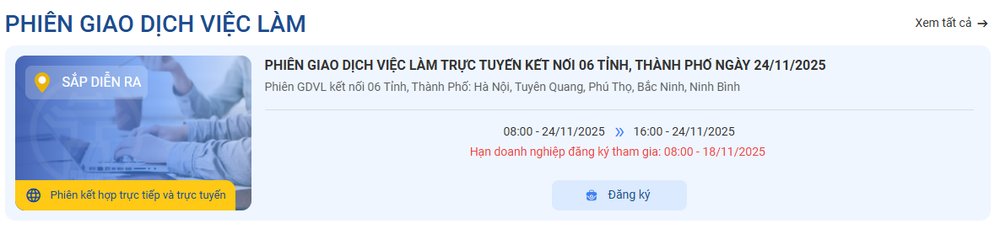 PHIÊN GIAO DỊCH VIỆC LÀM
Xem tất cả →
SẮP DIỄN RA
Phiên kết hợp trực tiếp và trực tuyến
PHIÊN GIAO DỊCH VIỆC LÀM TRỰC TUYẾN KẾT NỐI 06 TỈNH, THÀNH PHỐ NGÀY 24/11/2025
Phiên GDVL kết nối 06 Tỉnh, Thành Phố: Hà Nội, Tuyên Quang, Phú Thọ, Bắc Ninh, Ninh Bình
08:00 - 24/11/2025 » 16:00 - 24/11/2025
Hạn doanh nghiệp đăng ký tham gia: 08:00 - 18/11/2025
Đăng ký